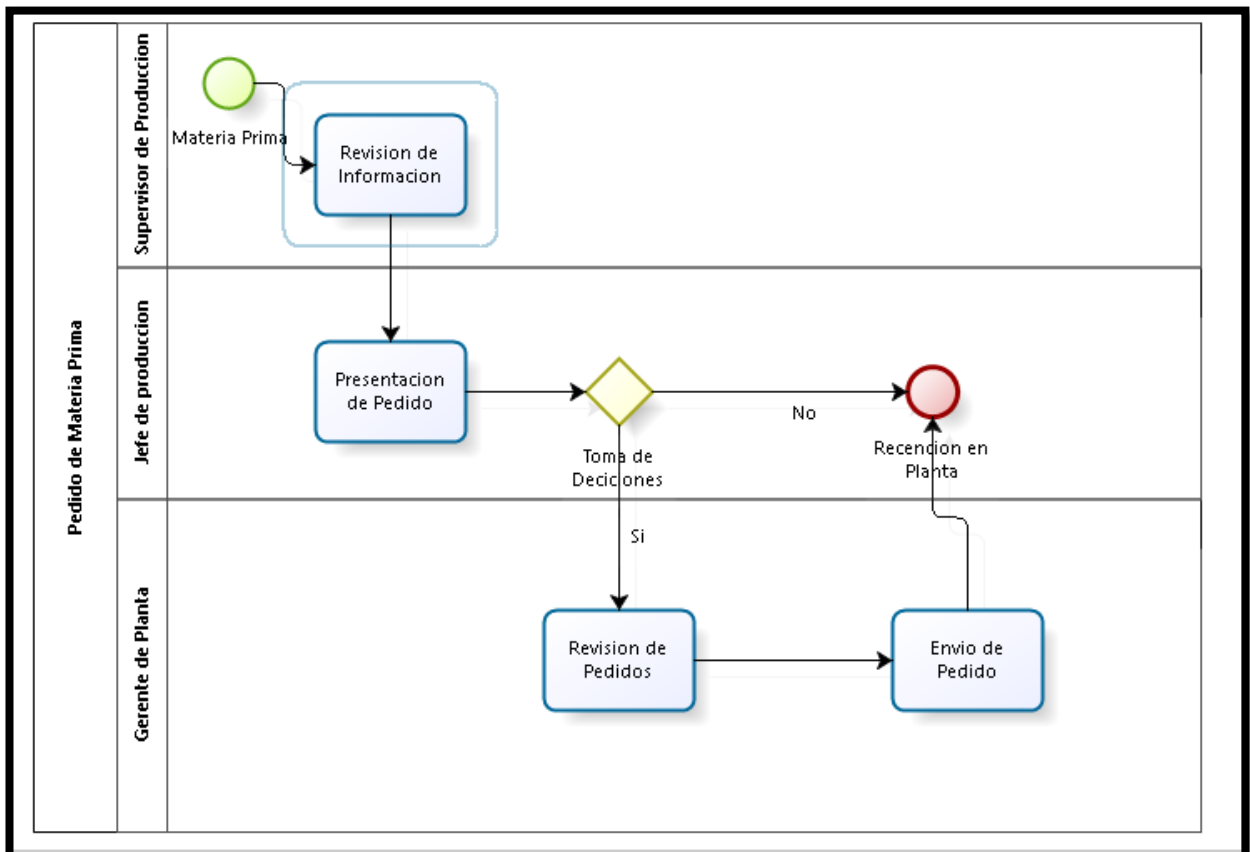 Pedido de Materia Prima
Supervisor de Produccion
Materia Prima
Revision de
Informacion
Jefe de produccion
Presentacion
de Pedido
Toma de
Deciciones
No
Recencion en
Planta
Si
Gerente de Planta
Revision de
Pedidos
Envio de
Pedido